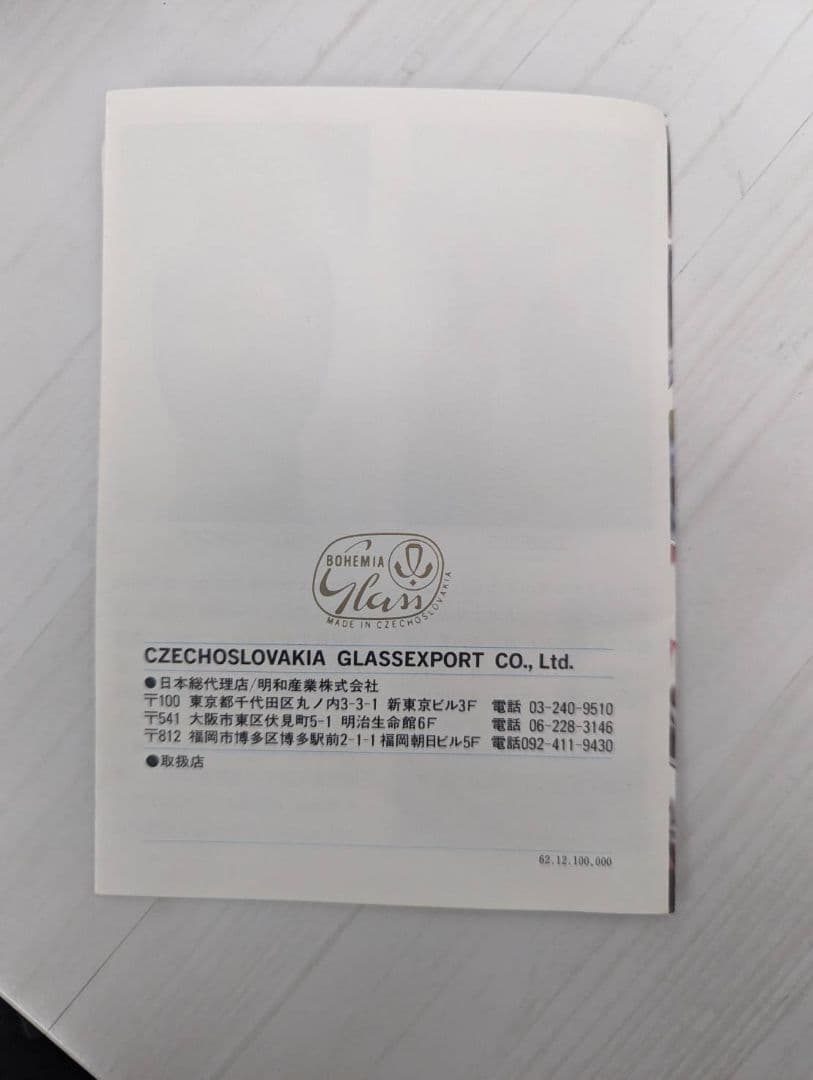 BOHEMIA
Glass
MADE IN CZECHOSLOVAKIA
CZECHOSLOVAKIA GLASSEXPORT CO., Ltd.
●日本総代理店/明和産業株式会社
〒100 東京都千代田区丸ノ内3-3-1 新東京ビル3F 電話 03-240-9510
〒541 大阪市東区伏見町5-1 明治生命館6F 電話 06-228-3146
〒812 福岡市博多区博多駅前2-1-1 福岡朝日ビル5F 電話092-411-9430
●取扱店
62.12.100,000